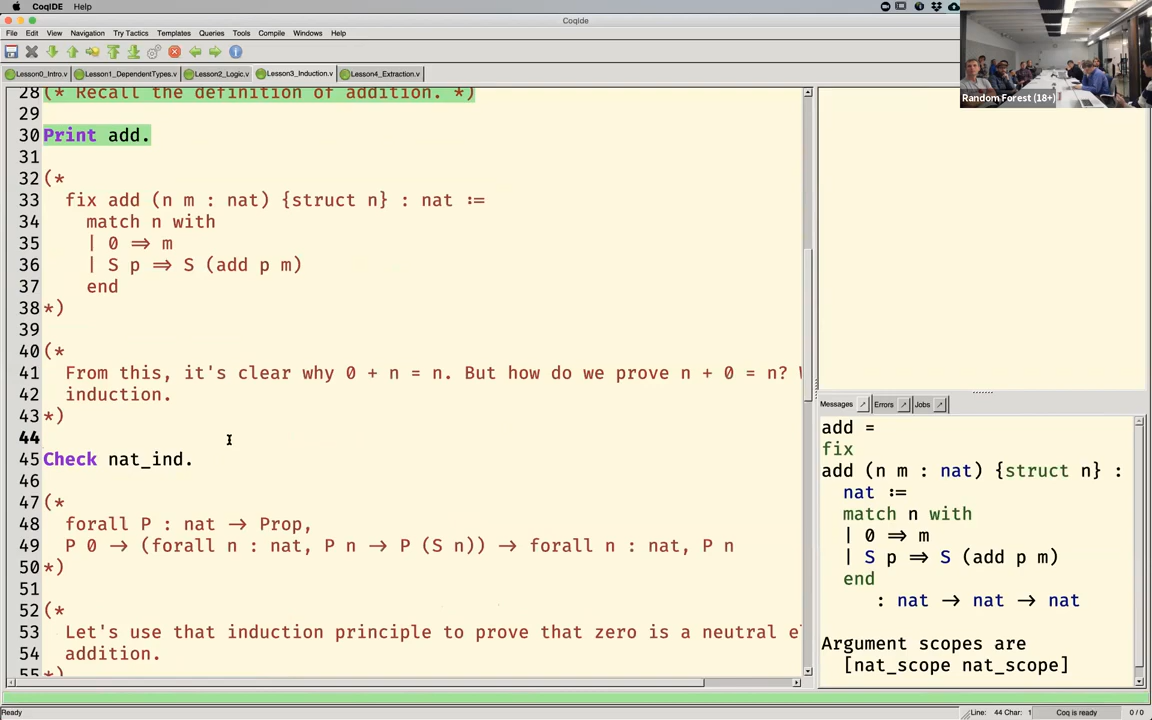 CoqIDE Help
CoqIde
File Edit View Navigation Try Tactics Templates Queries Tools Compile Windows Help
Lesson0_Intro.v Lesson1_DependentTypes.v Lesson2_Logic.v Lesson3_Induction.v Lesson4_Extraction.v
Random Forest (18+)
28 (* Recall the definition of addition. *)
29
30 Print add.
31
32 (*
33 fix add (n m : nat) {struct n} : nat :=
34 match n with
35 | 0 ⇒ m
36 | S p ⇒ S (add p m)
37 end
38 *)
39
40 (*
41 From this, it's clear why 0 + n = n. But how do we prove n + 0 = n?
42 induction.
43 *)
44
45 Check nat_ind.
46
47 (*
48 forall P : nat → Prop,
49 P 0 → (forall n : nat, P n → P (S n)) → forall n : nat, P n
50 *)
51
52 (*
53 Let's use that induction principle to prove that zero is a neutral e
54 addition.
55 *)
Messages Errors Jobs
add =
fix
add (n m : nat) {struct n} :
nat :=
match n with
| 0 ⇒ m
| S p ⇒ S (add p m)
end
: nat → nat → nat
Argument scopes are
[nat_scope nat_scope]
Ready
Line: 44 Char: 1
Coq is ready
0 / 0